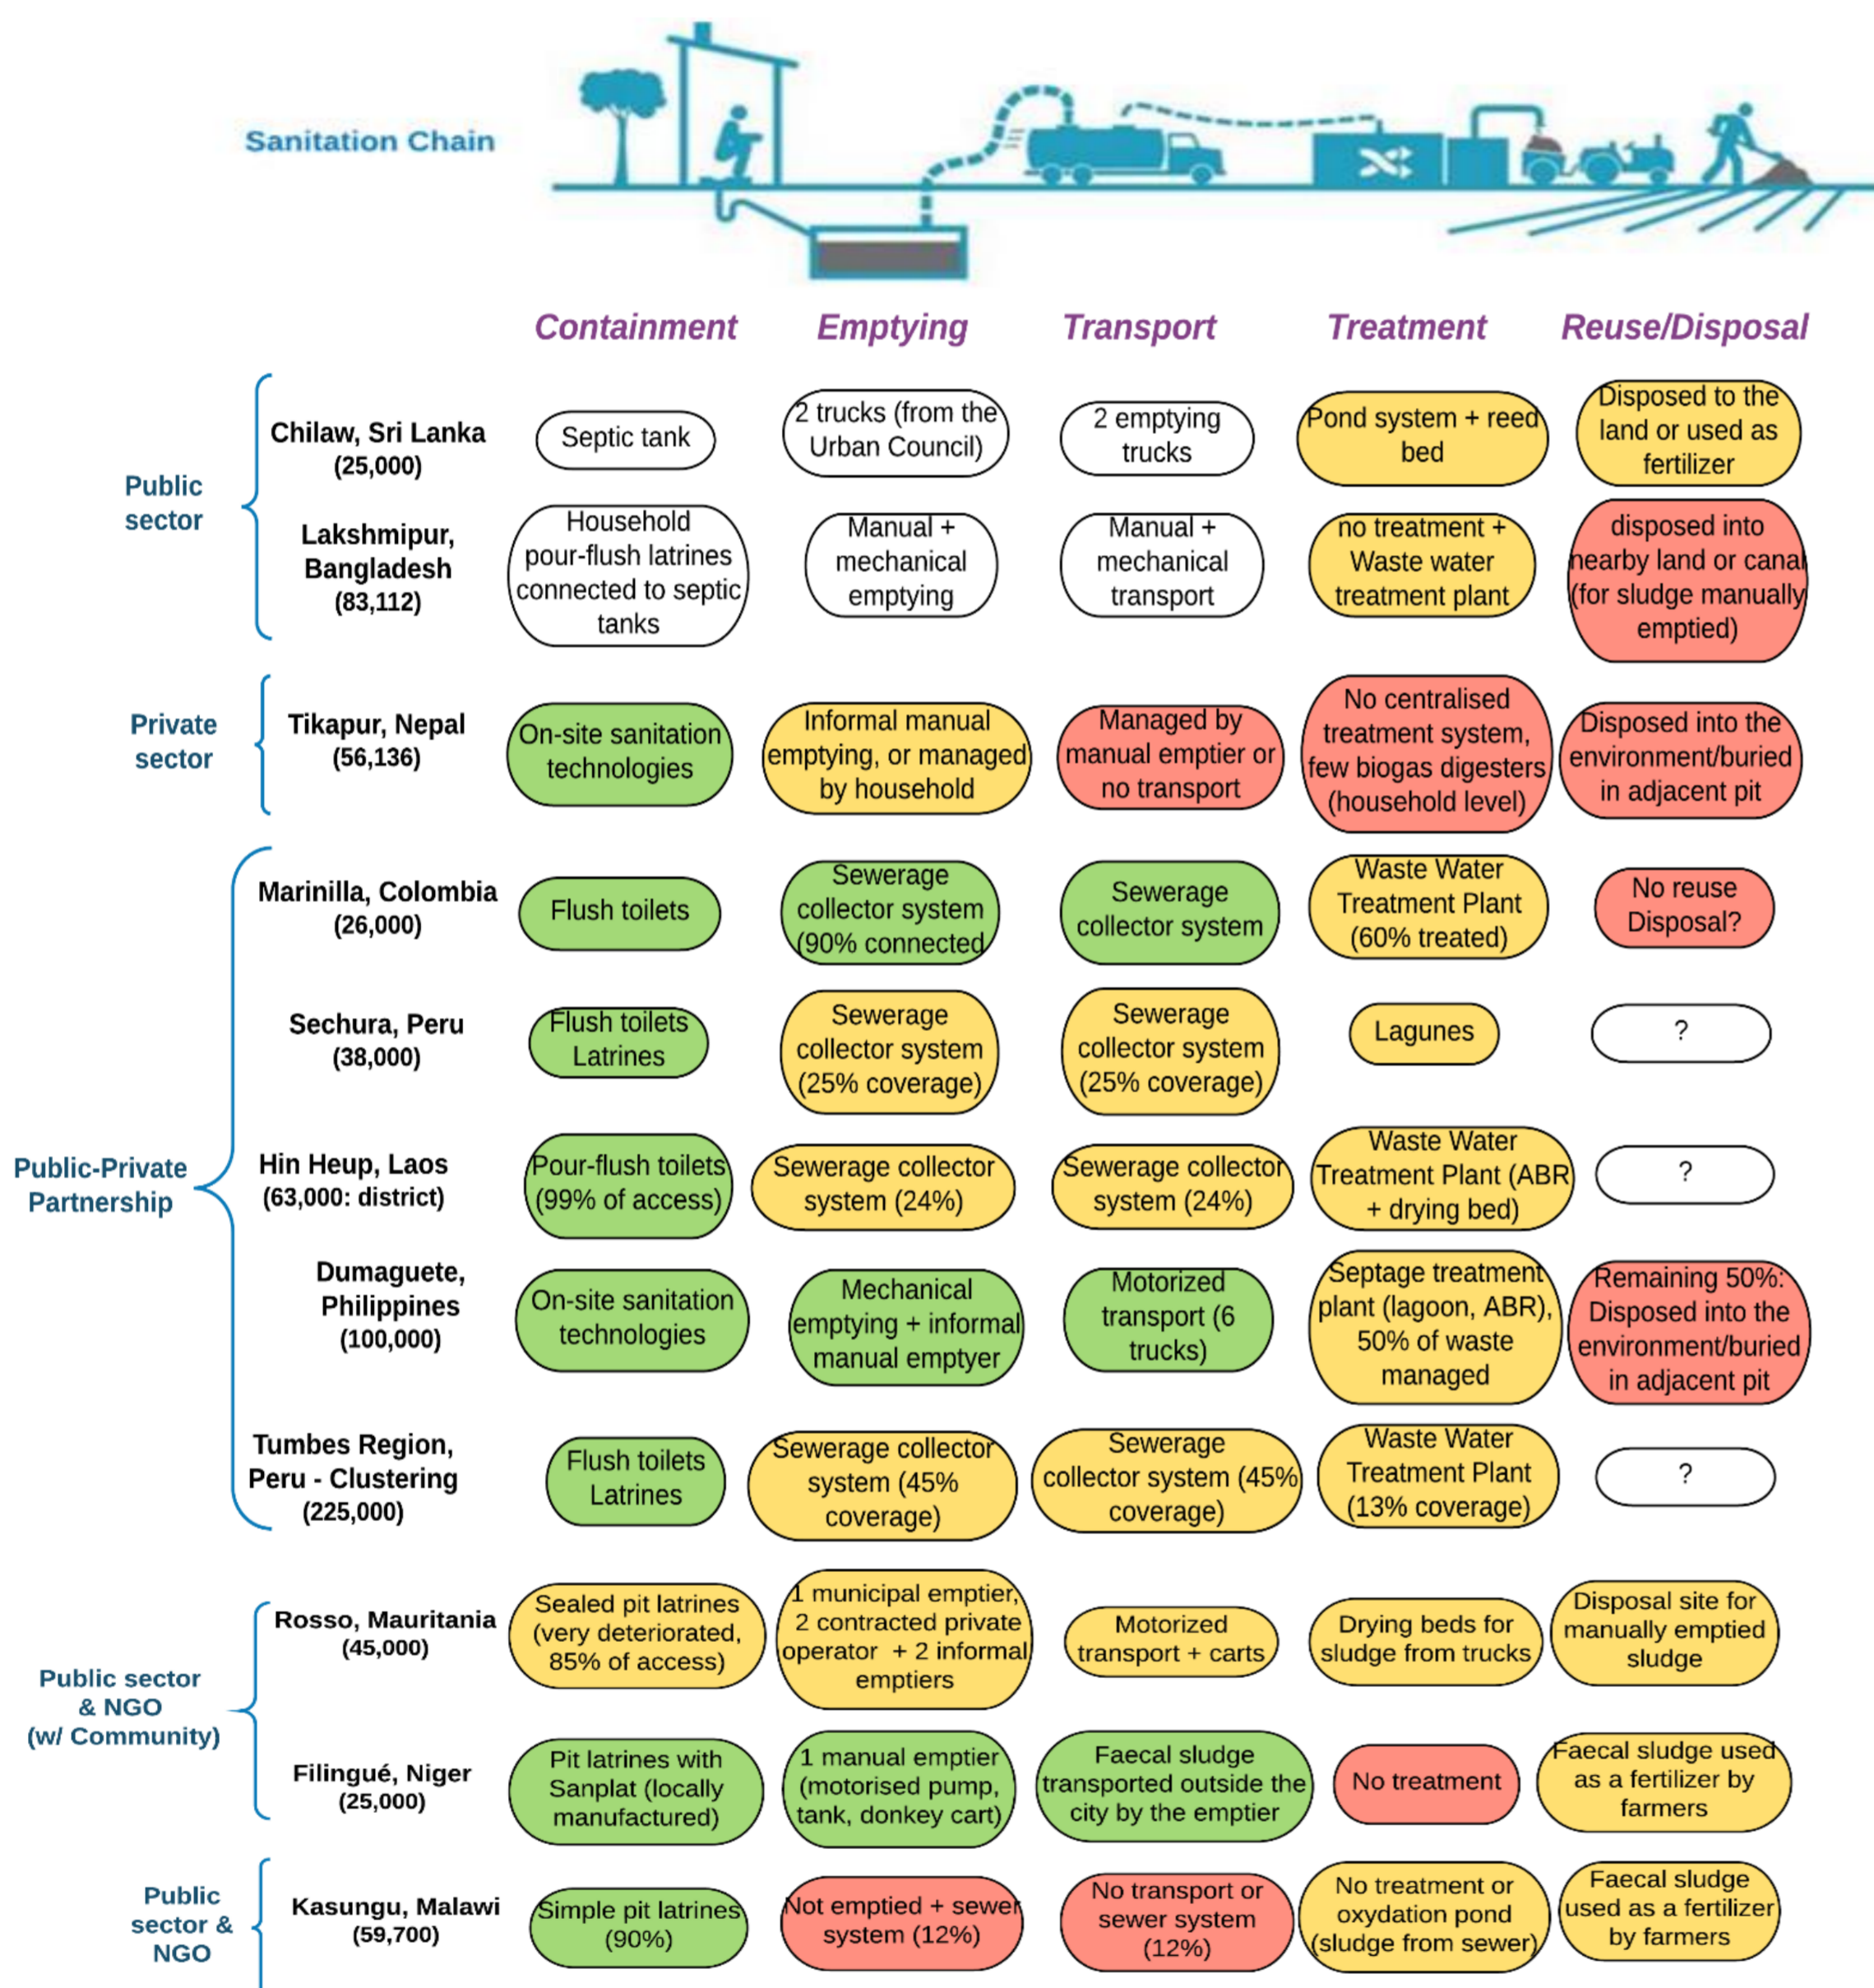 Sanitation Chain
Containment
Emptying
Transport
Treatment
Reuse/Disposal
Public
sector
Chilaw, Sri Lanka
(25,000)
Septic tank
2 trucks (from the
Urban Council)
2 emptying
trucks
Pond system + reed
bed
Disposed to the
land or used as
fertilizer
Lakshmipur,
Bangladesh
(83,112)
Household
pour-flush latrines
connected to septic
tanks
Manual +
mechanical
emptying
Manual +
mechanical
transport
no treatment +
Waste water
treatment plant
disposed into
nearby land or canal
(for sludge manually
emptied)
Private
sector
Tikapur, Nepal
(56,136)
On-site sanitation
technologies
Informal manual
emptying, or managed
by household
Managed by
manual emptier or
no transport
No centralised
treatment system,
few biogas digesters
(household level)
Disposed into the
environment/buried
in adjacent pit
Public-Private
Partnership
Marinilla, Colombia
(26,000)
Flush toilets
Sewerage
collector system
(90% connected
Sewerage
collector system
Waste Water
Treatment Plant
(60% treated)
No reuse
Disposal?
Sechura, Peru
(38,000)
Flush toilets
Latrines
Sewerage
collector system
(25% coverage)
Sewerage
collector system
(25% coverage)
Lagunes
?
Hin Heup, Laos
(63,000: district)
Pour-flush toilets
(99% of access)
Sewerage collector
system (24%)
Sewerage collector
system (24%)
Waste Water
Treatment Plant (ABR
+ drying bed)
?
Dumaguete,
Philippines
(100,000)
On-site sanitation
technologies
Mechanical
emptying + informal
manual emptyer
Motorized
transport (6
trucks)
Septage treatment
plant (lagoon, ABR),
50% of waste
managed
Remaining 50%:
Disposed into the
environment/buried
in adjacent pit
Tumbes Region,
Peru - Clustering
(225,000)
Flush toilets
Latrines
Sewerage collector
system (45%
coverage)
Sewerage
collector system (45%
coverage)
Waste Water
Treatment Plant
(13% coverage)
?
Public sector
& NGO
(w/ Community)
Rosso, Mauritania
(45,000)
Sealed pit latrines
(very deteriorated,
85% of access)
1 municipal emptier,
2 contracted private
operator + 2 informal
emptiers
Motorized
transport + carts
Drying beds for
sludge from trucks
Disposal site for
manually emptied
sludge
Filingué, Niger
(25,000)
Pit latrines with
Sanplat (locally
manufactured)
1 manual emptier
(motorised pump,
tank, donkey cart)
Faecal sludge
transported outside the
city by the emptier
No treatment
Faecal sludge used
as a fertilizer by
farmers
Public
sector &
NGO
Kasungu, Malawi
(59,700)
Simple pit latrines
(90%)
Not emptied + sewer
system (12%)
No transport or
sewer system
(12%)
No treatment or
oxydation pond
(sludge from sewer)
Faecal sludge
used as a fertilizer
by farmers